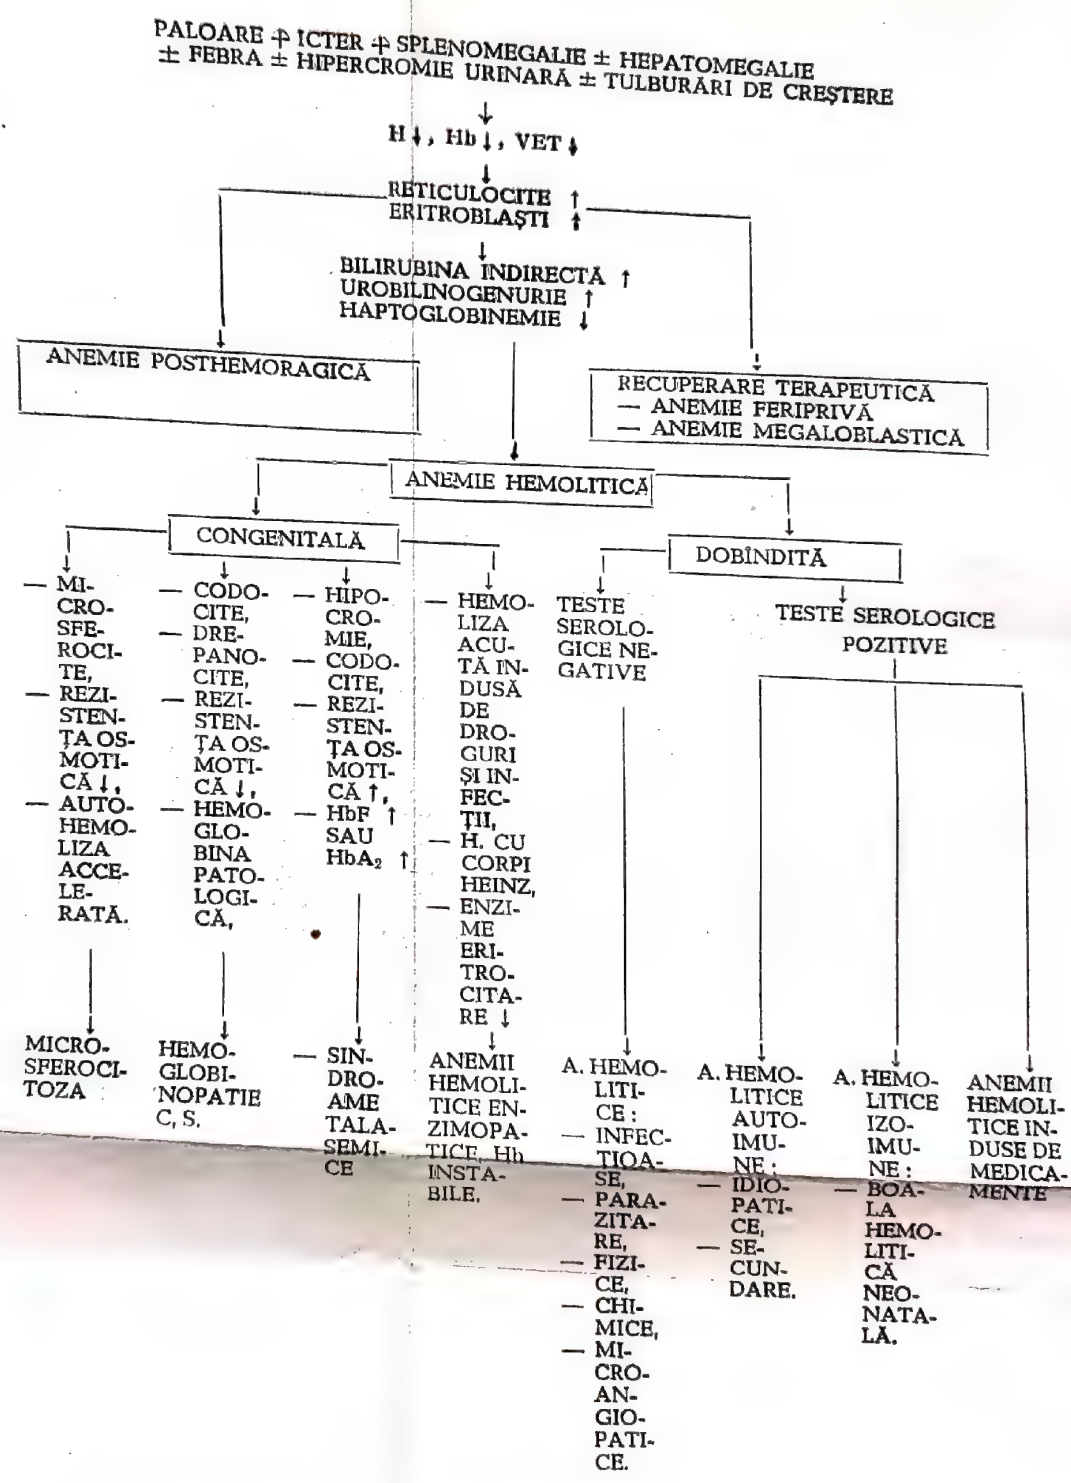 PALOARE + ICTER + SPLENOMEGALIE ± HEPATOMEGALIE
± FEBRA ± HIPERCROMIE URINARĂ ± TULBURĂRI DE CREŞTERE
H↓, Hb↓, VET↓
RETICULOCITE ↑
ERITROBLAŞTI ↑
BILIRUBINA INDIRECTĂ ↑
UROBILINOGENURIE ↑
HAPTOGLOBINEMIE ↓
ANEMIE POSTHEMORAGICĂ
RECUPERARE TERAPEUTICĂ
— ANEMIE FERIPRIVĂ
— ANEMIE MEGALOBLASTICĂ
ANEMIE HEMOLITICĂ
CONGENITALĂ
DOBÎNDITĂ
— MI-
CRO-
SFE-
ROCI-
TE,
— REZI-
STEN-
ŢA OS-
MOTI-
CĂ↓,
— AUTO-
HEMO-
LIZA
ACCE-
LE-
RATĂ.
— CODO-
CITE,
— DRE-
PANO-
CITE,
— REZI-
STEN-
ŢA OS-
MOTI-
CĂ↓,
— HEMO-
GLO-
BINA
PATO-
LOGI-
CĂ,
— HIPO-
CRO-
MIE,
— CODO-
CITE,
— REZI-
STEN-
ŢA OS-
MOTI-
CĂ↑,
— HbF ↑
SAU
HbA₂ ↑
— HEMO-
LIZA
ACU-
TĂ IN-
DUSĂ
DE
DRO-
GURI
ŞI IN-
FEC-
ŢII,
— H. CU
CORPI
HEINZ,
— ENZI-
ME
ERI-
TRO-
CITA-
RE ↓
TESTE
SEROLO-
GICE NE-
GATIVE
TESTE SEROLOGICE
POZITIVE
MICRO-
SFEROCI-
TOZA
HEMO-
GLOBI-
NOPATIE
C, S.
— SIN-
DRO-
AME
TALA-
SEMI-
CE
ANEMII
HEMOLI-
TICE EN-
ZIMOPA-
TICE, Hb
INSTA-
BILE.
A. HEMO-
LITI-
CE :
— INFEC-
TIOA-
SE,
— PARA-
ZITA-
RE,
— FIZI-
CE,
— CHI-
MICE,
— MI-
CRO-
AN-
GIO-
PATI-
CE.
A. HEMO-
LITICE
AUTO-
IMU-
NE :
— IDIO-
PATI-
CE,
— SE-
CUN-
DARE.
A. HEMO-
LITICE
IZO-
IMU-
NE :
— BOA-
LA
HEMO-
LITI-
CĂ
NEO-
NATA-
LĂ.
ANEMII
HEMOLI-
TICE IN-
DUSE DE
MEDICA-
MENTE